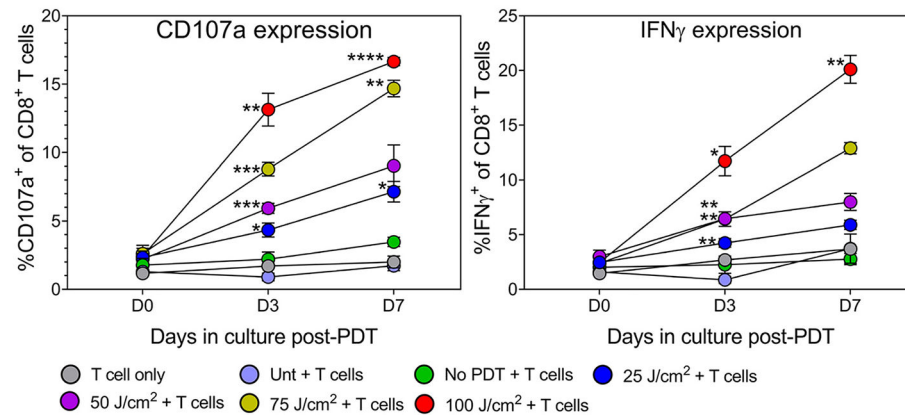 CD107a expression
%CD107a⁺ of CD8⁺ T cells
20
15
10
5
0
****
**
**
***
***
*
*
D0 D3 D7
Days in culture post-PDT
IFNγ expression
%IFNγ⁺ of CD8⁺ T cells
25
20
15
10
5
0
**
*
**
**
**
D0 D3 D7
Days in culture post-PDT
T cell only
Unt + T cells
No PDT + T cells
25 J/cm² + T cells
50 J/cm² + T cells
75 J/cm² + T cells
100 J/cm² + T cells